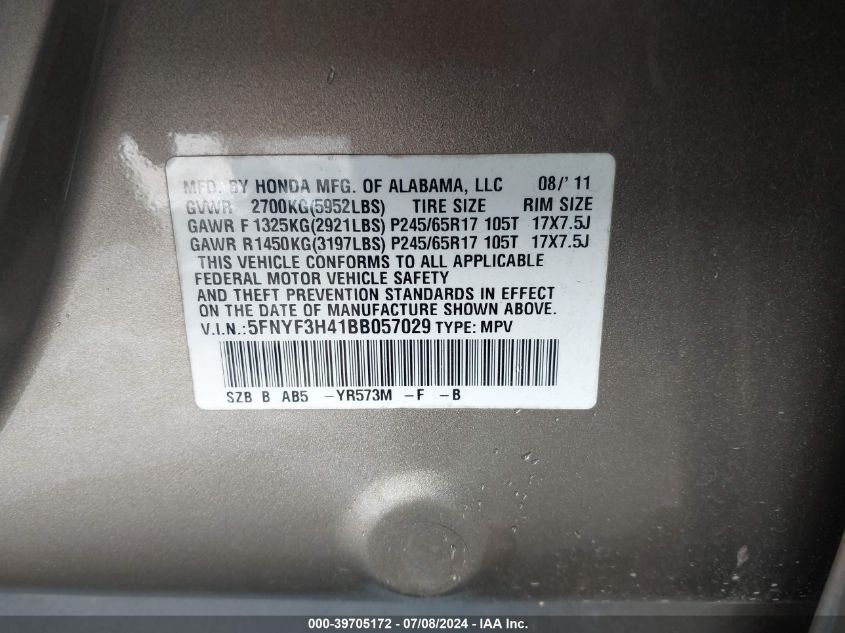 MFD. BY HONDA MFG. OF ALABAMA, LLC 08/' 11
GVWR 2700KG(5952LBS) TIRE SIZE RIM SIZE
GAWR F 1325KG(2921LBS) P245/65R17 105T 17X7.5J
GAWR R1450KG(3197LBS) P245/65R17 105T 17X7.5J
THIS VEHICLE CONFORMS TO ALL APPLICABLE
FEDERAL MOTOR VEHICLE SAFETY
AND THEFT PREVENTION STANDARDS IN EFFECT
ON THE DATE OF MANUFACTURE SHOWN ABOVE.
V.I.N.:5FNYF3H41BB057029 TYPE: MPV
SZB B AB5 -YR573M -F -B
000-39705172 - 07/08/2024 - IAA Inc.